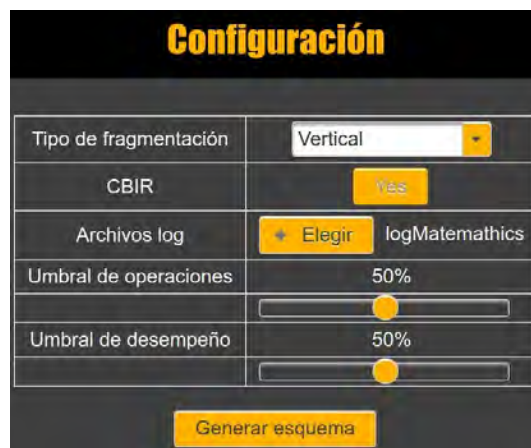 Configuración
Tipo de fragmentación Vertical
CBIR Yes
Archivos log + Elegir logMatemathics
Umbral de operaciones 50%
Umbral de desempeño 50%
Generar esquema